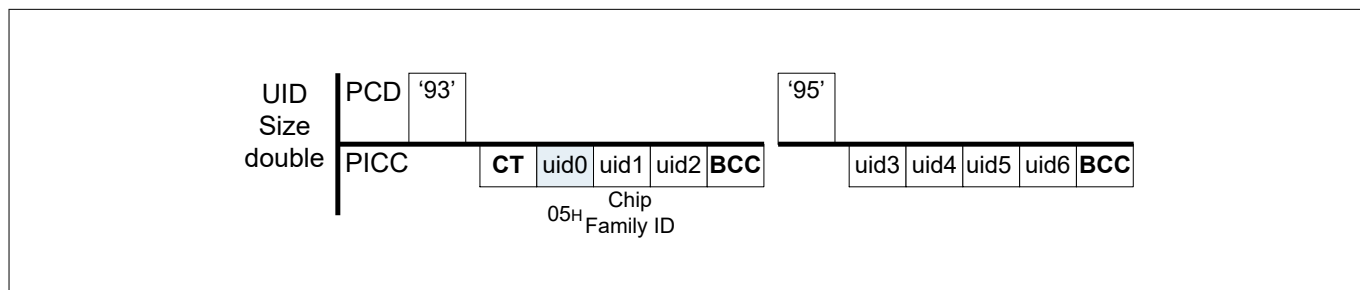 UID
Size
double
PCD ‘93’ ‘95’
PICC CT uid0 uid1 uid2 BCC uid3 uid4 uid5 uid6 BCC
05H
Chip
Family ID